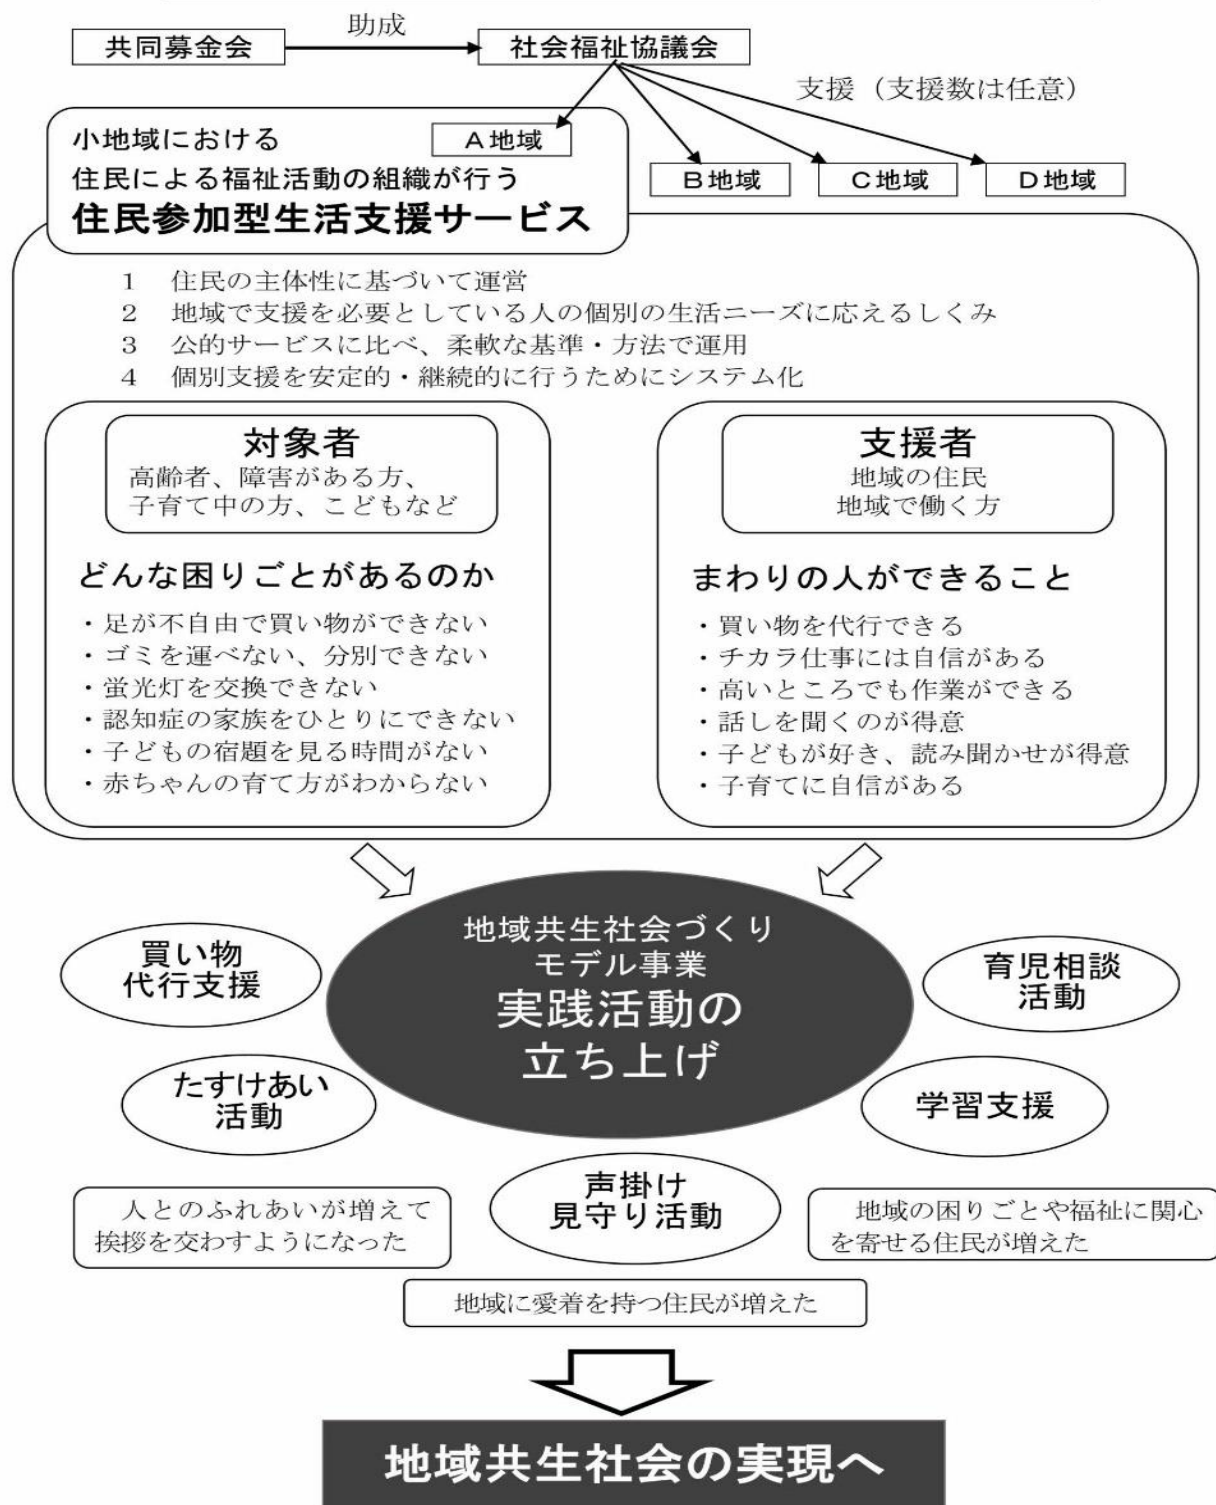 共同募金会
助成
社会福祉協議会
支援（支援数は任意）
小地域における
A地域
住民による福祉活動の組織が行う
住民参加型生活支援サービス
B地域
C地域
D地域
1 住民の主体性に基づいて運営
2 地域で支援を必要としている人の個別の生活ニーズに応えるしくみ
3 公的サービスに比べ、柔軟な基準・方法で運用
4 個別支援を安定的・継続的に行うためにシステム化
対象者
高齢者、障害がある方、
子育て中の方、こどもなど
どんな困りごとがあるのか
・足が不自由で買い物ができない
・ゴミを運べない、分別できない
・蛍光灯を交換できない
・認知症の家族をひとりにできない
・子どもの宿題を見る時間がない
・赤ちゃんの育て方がわからない
支援者
地域の住民
地域で働く方
まわりの人ができること
・買い物を代行できる
・チカラ仕事には自信がある
・高いところでも作業ができる
・話しを聞くのが得意
・子どもが好き、読み聞かせが得意
・子育てに自信がある
地域共生社会づくり
モデル事業
実践活動の
立ち上げ
買い物
代行支援
育児相談
活動
たすけあい
活動
学習支援
声掛け
見守り活動
人とのふれあいが増えて
挨拶を交わすようになった
地域の困りごとや福祉に関心
を寄せる住民が増えた
地域に愛着を持つ住民が増えた
地域共生社会の実現へ